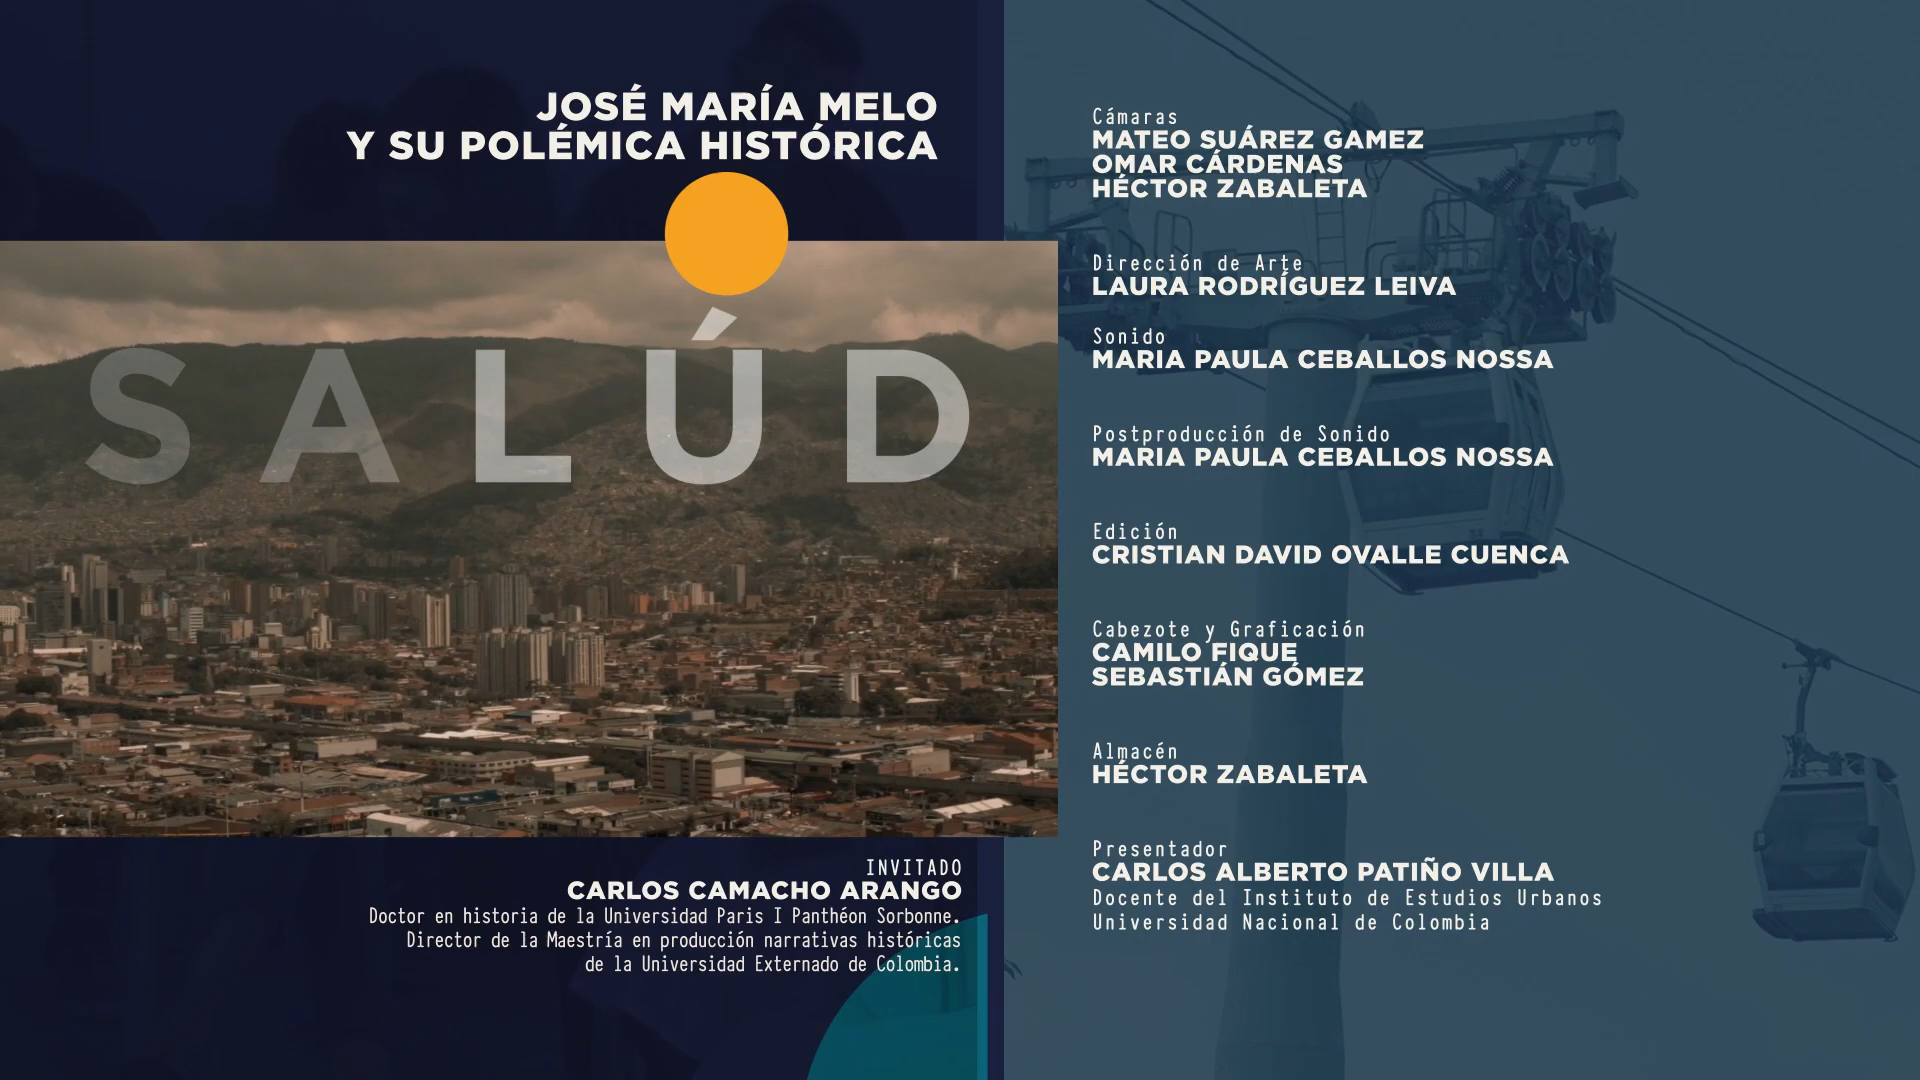 JOSÉ MARÍA MELO
Y SU POLÉMICA HISTÓRICA
SALÚD
INVITADO
CARLOS CAMACHO ARANGO
Doctor en historia de la Universidad Paris I Panthéon Sorbonne.
Director de la Maestría en producción narrativas históricas
de la Universidad Externado de Colombia.
Cámaras
MATEO SUÁREZ GAMEZ
OMAR CÁRDENAS
HÉCTOR ZABALETA
Dirección de Arte
LAURA RODRÍGUEZ LEIVA
Sonido
MARIA PAULA CEBALLOS NOSSA
Postproducción de Sonido
MARIA PAULA CEBALLOS NOSSA
Edición
CRISTIAN DAVID OVALLE CUENCA
Cabezote y Graficación
CAMILO FIQUE
SEBASTIÁN GÓMEZ
Almacén
HÉCTOR ZABALETA
Presentador
CARLOS ALBERTO PATIÑO VILLA
Docente del Instituto de Estudios Urbanos
Universidad Nacional de Colombia